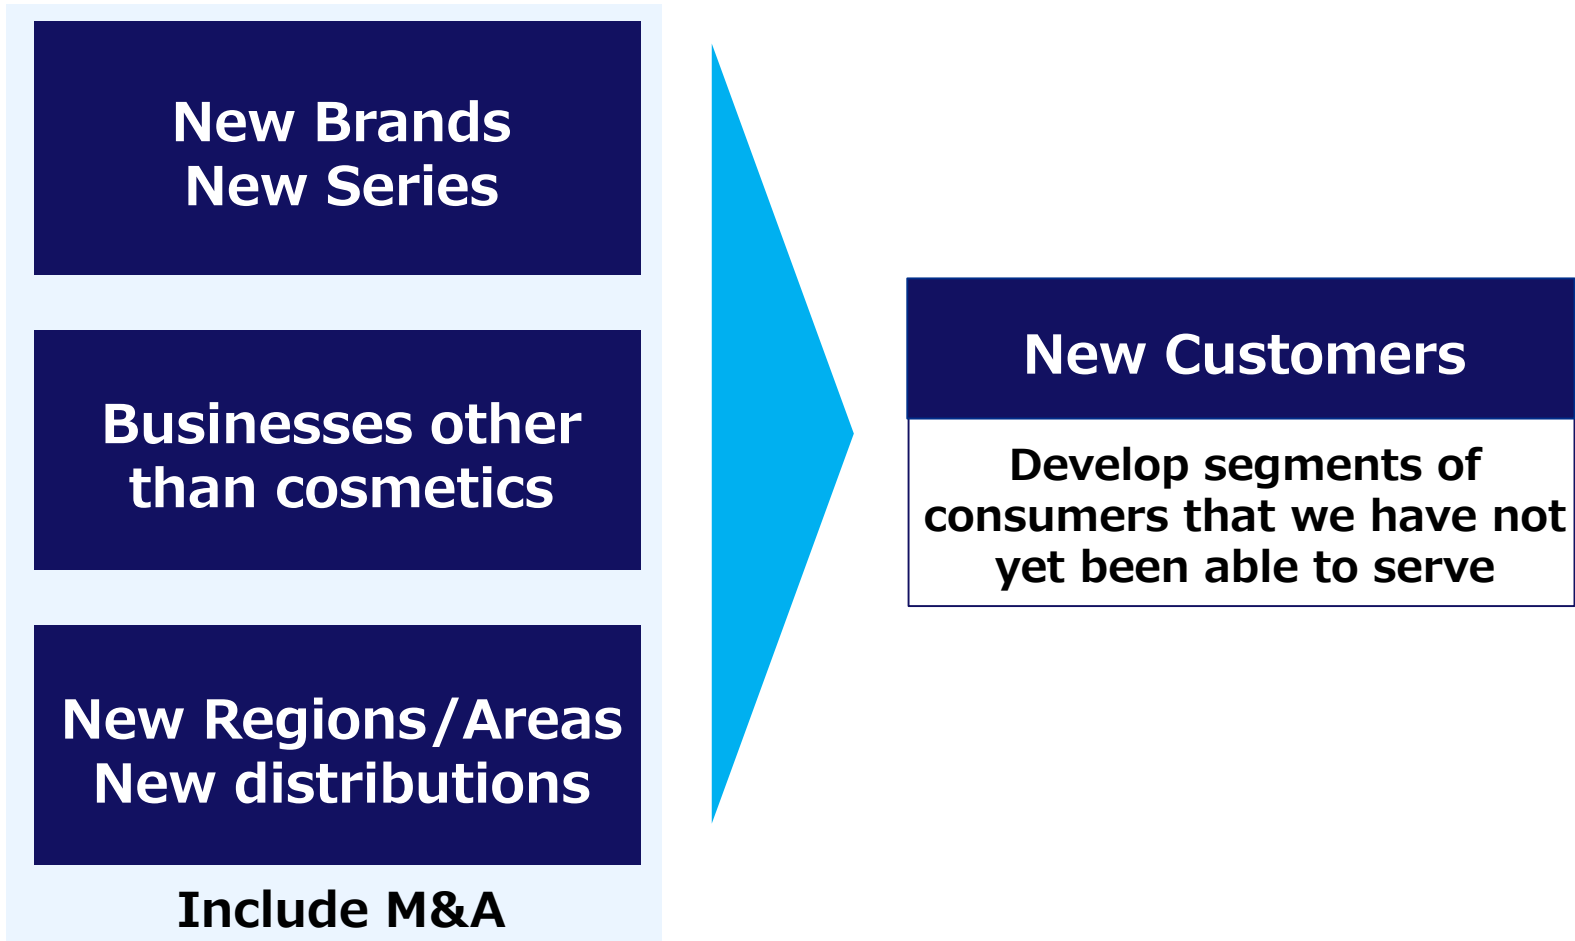 New Brands
New Series
Businesses other
than cosmetics
New Regions/Areas
New distributions
Include M&A
New Customers
Develop segments of
consumers that we have not
yet been able to serve